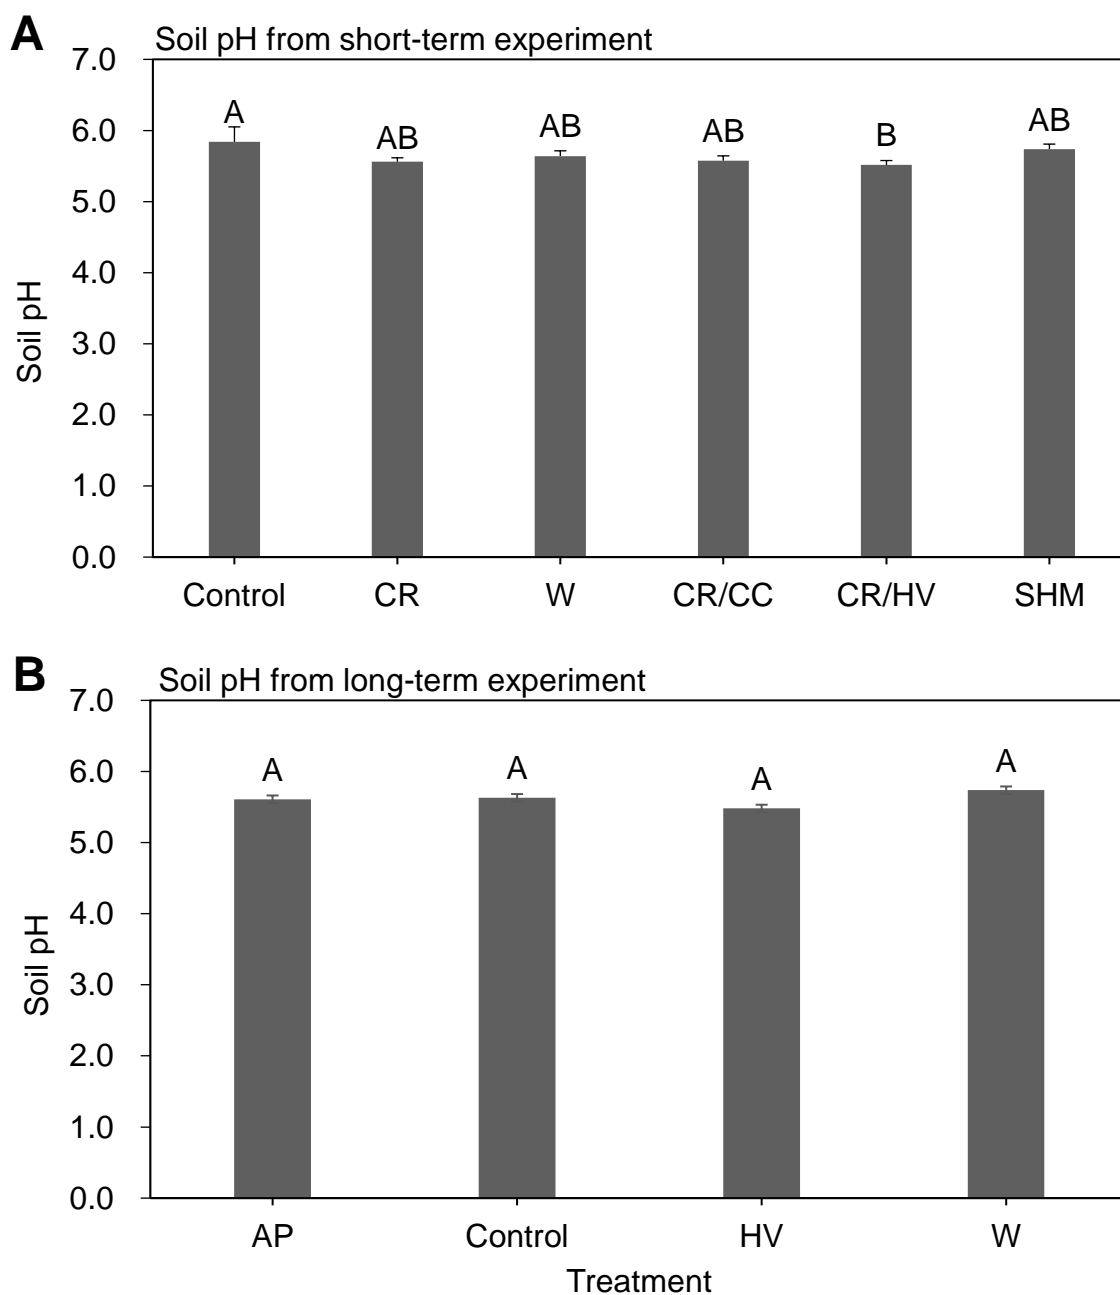 A
Soil pH from short-term experiment
7.0
6.0
5.0
4.0
3.0
2.0
1.0
0.0
Soil pH
A
AB
AB
AB
B
AB
Control
CR
W
CR/CC
CR/HV
SHM
B
Soil pH from long-term experiment
7.0
6.0
5.0
4.0
3.0
2.0
1.0
0.0
Soil pH
A
A
A
A
AP
Control
HV
W
Treatment